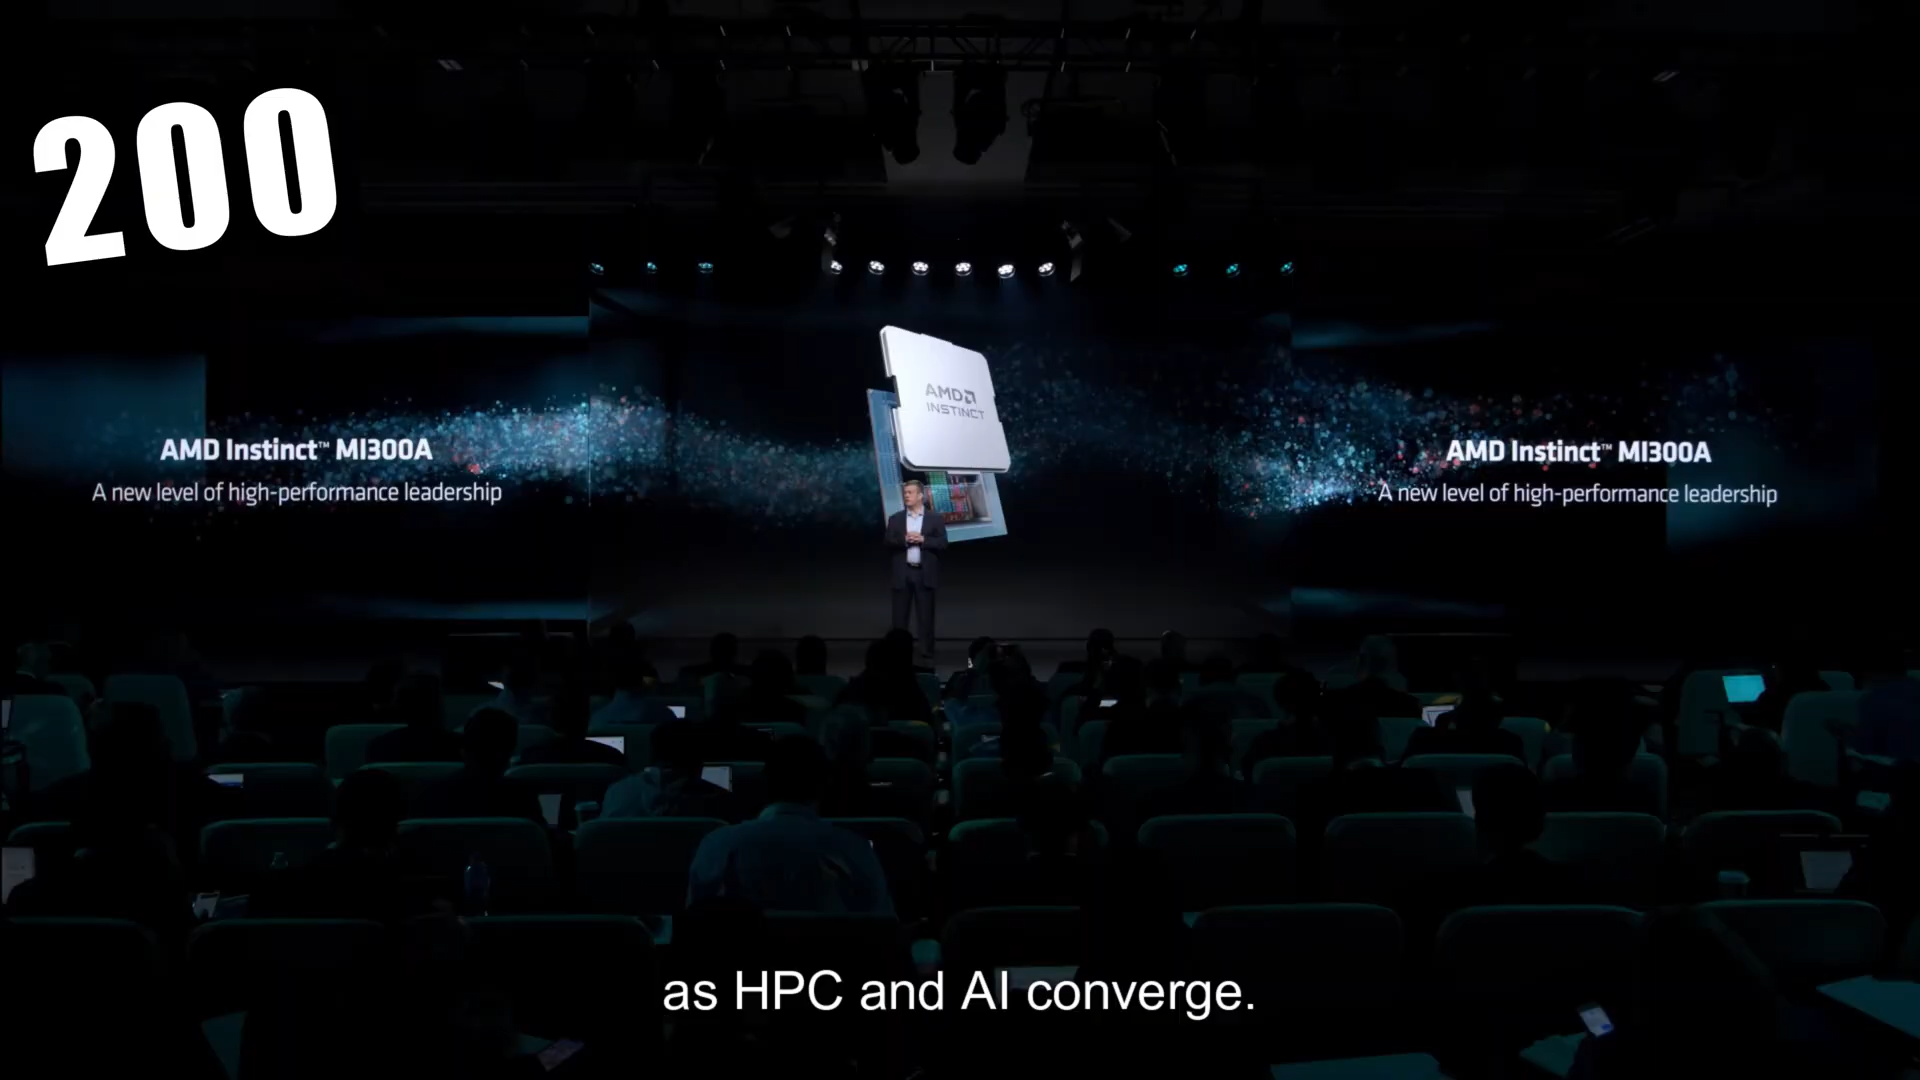 200
AMD
INSTINCT
AMD Instinct™ MI300A
A new level of high-performance leadership
AMD Instinct™ MI300A
A new level of high-performance leadership
as HPC and AI converge.